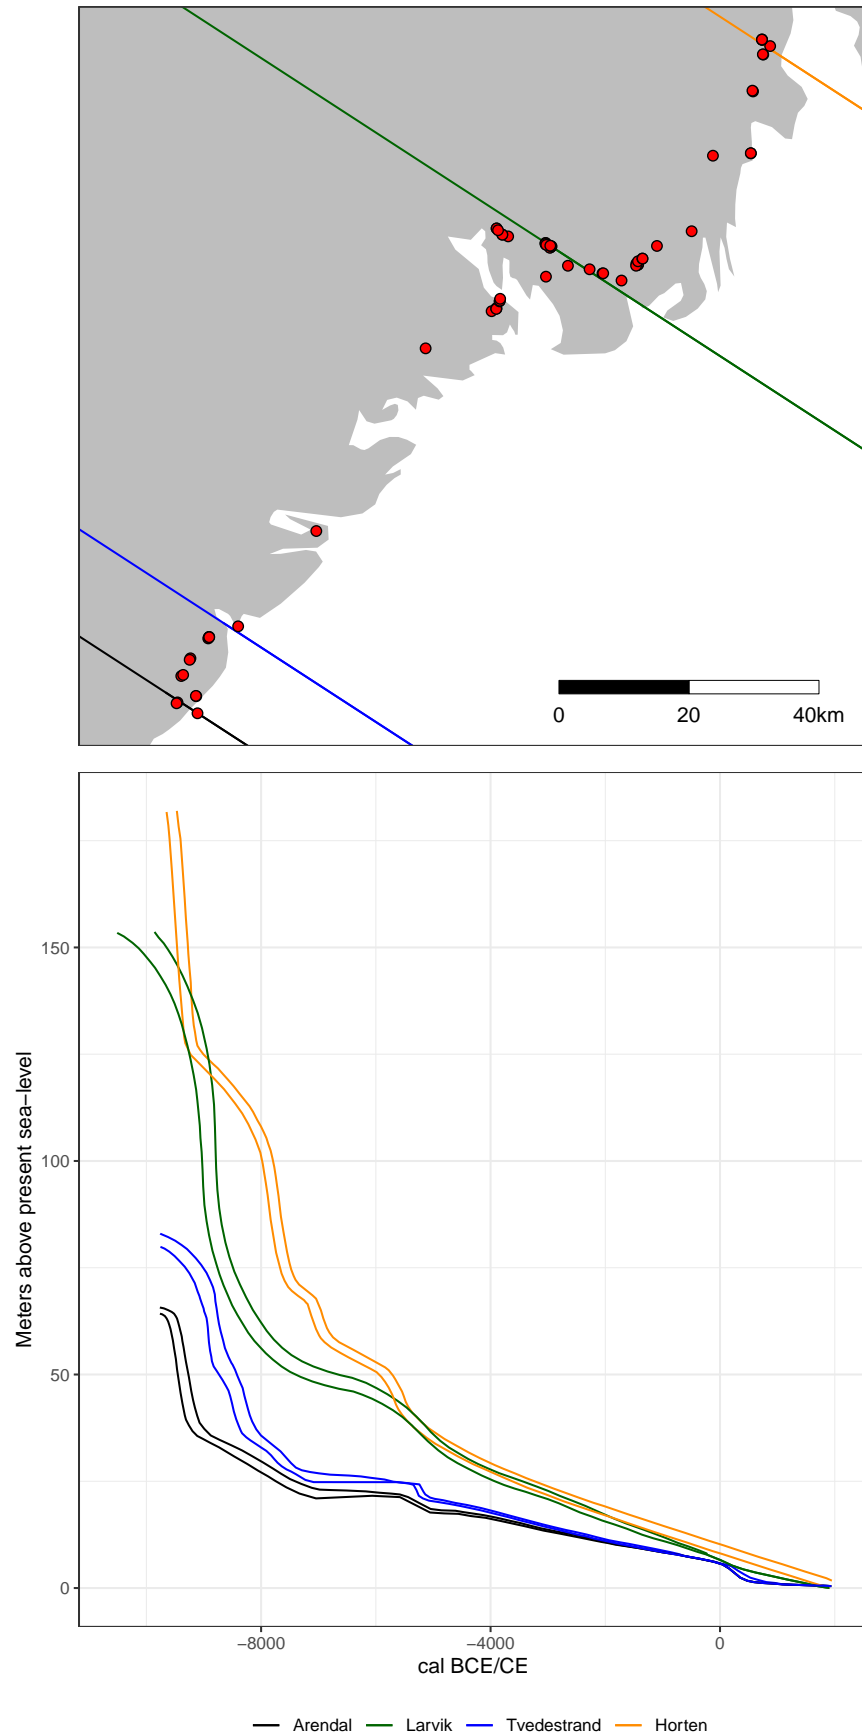 0 20 40km
Meters above present sea−level
150
100
50
0
−8000 −4000 0
cal BCE/CE
Arendal Larvik Tvedestrand Horten